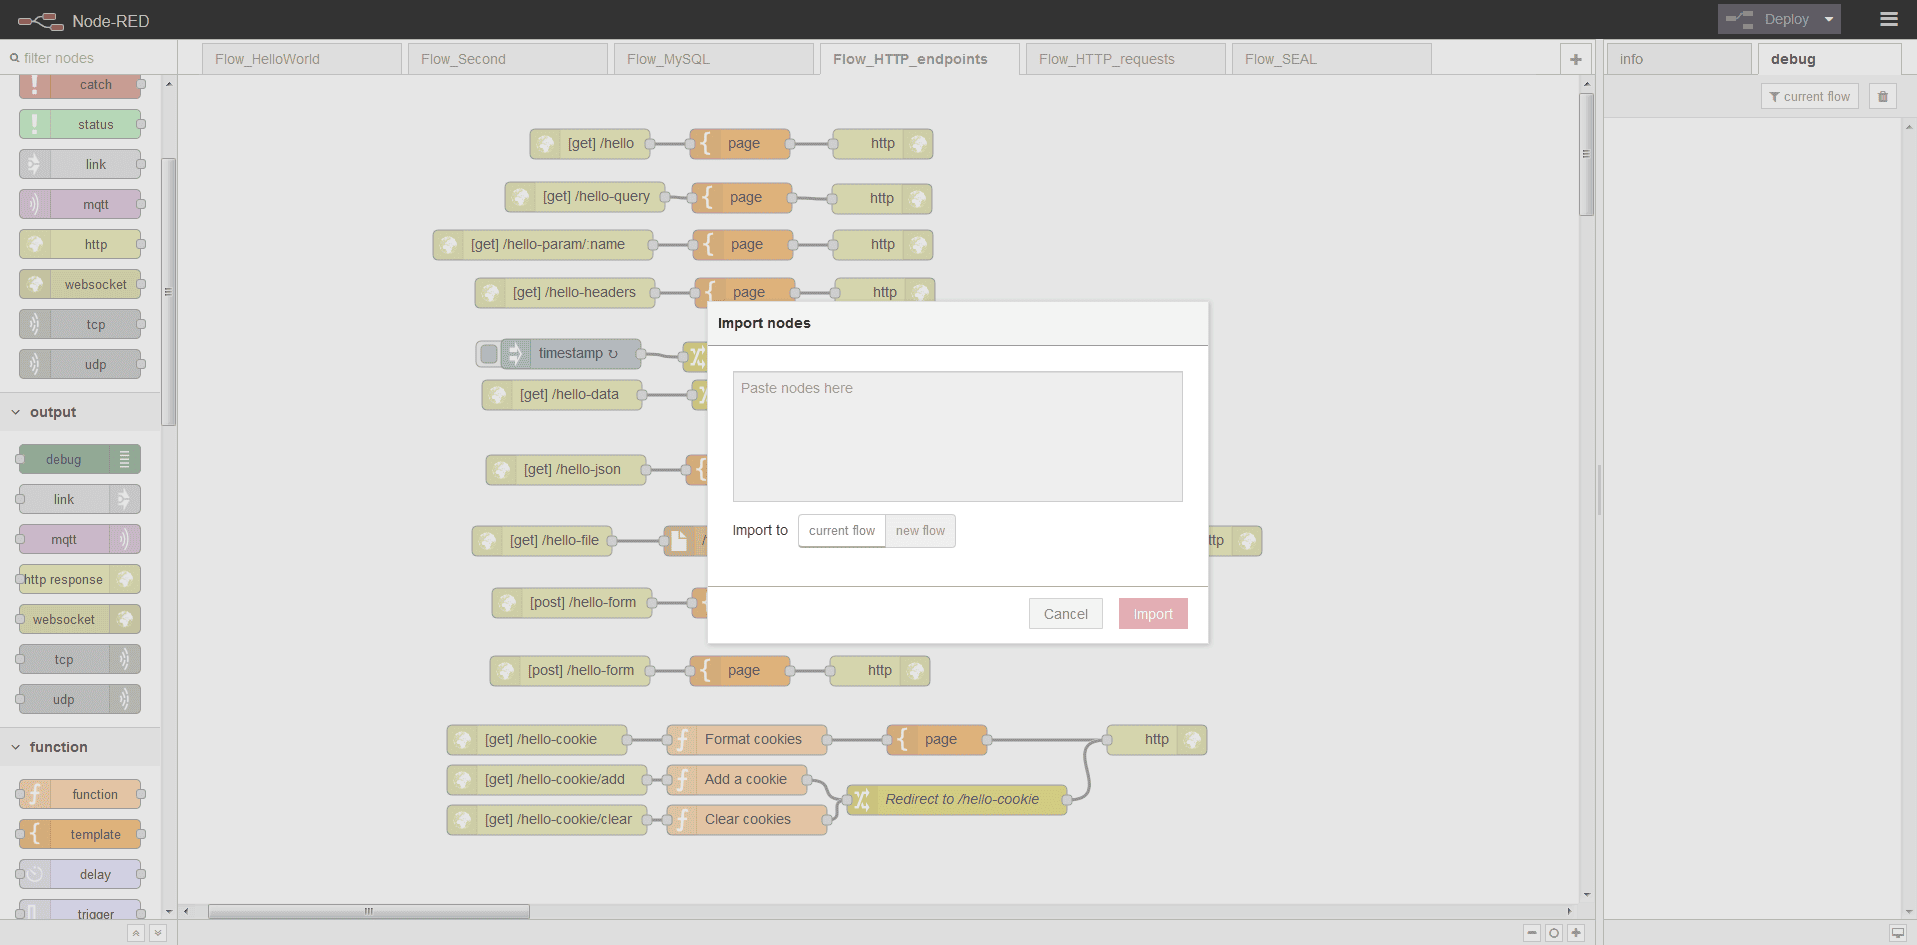 Node-RED
Deploy
filter nodes
Flow_HelloWorld
Flow_Second
Flow_MySQL
Flow_HTTP_endpoints
Flow_HTTP_requests
Flow_SEAL
info
debug
current flow
catch
status
link
mqtt
http
websocket
tcp
udp
output
debug
link
mqtt
http response
websocket
tcp
udp
function
function
template
delay
trigger
[get] /hello
page
http
[get] /hello-query
page
http
[get] /hello-param/:name
page
http
[get] /hello-headers
page
http
timestamp ↻
[get] /hello-data
[get] /hello-json
[get] /hello-file
[post] /hello-form
[post] /hello-form
page
http
[get] /hello-cookie
Format cookies
page
http
[get] /hello-cookie/add
Add a cookie
Redirect to /hello-cookie
[get] /hello-cookie/clear
Clear cookies
Import nodes
Paste nodes here
Import to
current flow
new flow
Cancel
Import